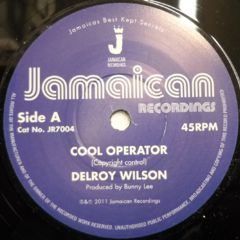 Jamaicas Best Kept Secrets
J
JAMAICAN
RECORDINGS
Jamaican
RECORDINGS
Side A
Cat No. JR7004
45RPM
COOL OPERATOR
(Copyright control)
DELROY WILSON
Produced by Bunny Lee
℗&© 2011 Jamaican Recordings